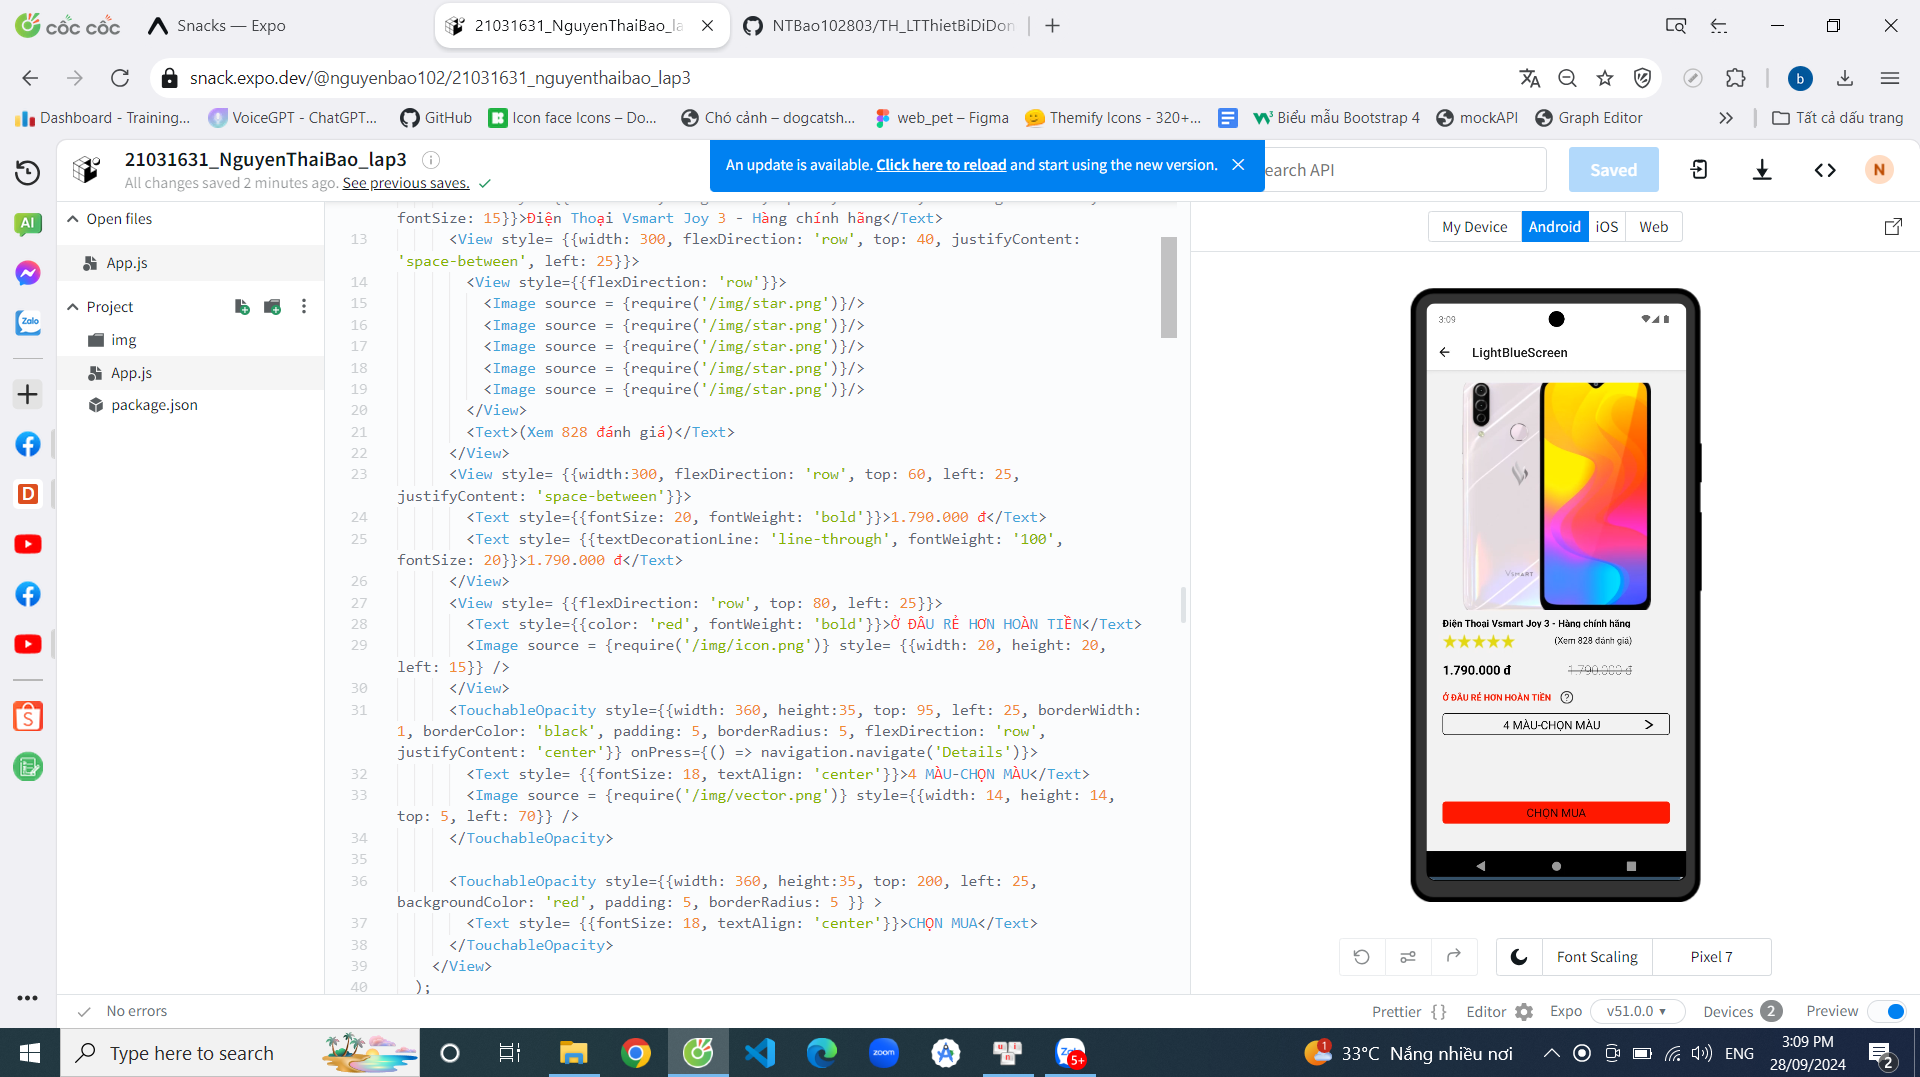 cốc cốc
Snacks — Expo
21031631_NguyenThaiBao_la
NTBao102803/TH_LTThietBiDiDon
snack.expo.dev/@nguyenbao102/21031631_nguyenthaibao_lap3
b
Dashboard - Training...
VoiceGPT - ChatGPT...
GitHub
Icon face Icons – Do...
Chó cảnh – dogcatsh...
web_pet – Figma
Themify Icons - 320+...
Biểu mẫu Bootstrap 4
mockAPI
Graph Editor
Tất cả dấu trang
21031631_NguyenThaiBao_lap3
All changes saved 2 minutes ago. See previous saves.
An update is available. Click here to reload and start using the new version.
earch API
Saved
N
AI
Zalo
Open files
App.js
Project
img
App.js
package.json
fontSize: 15}}>Điện Thoại Vsmart Joy 3 - Hàng chính hãng</Text>
13 <View style= {{width: 300, flexDirection: 'row', top: 40, justifyContent:
'space-between', left: 25}}>
14 <View style={{flexDirection: 'row'}}>
15 <Image source = {require('/img/star.png')}/>
16 <Image source = {require('/img/star.png')}/>
17 <Image source = {require('/img/star.png')}/>
18 <Image source = {require('/img/star.png')}/>
19 <Image source = {require('/img/star.png')}/>
20 </View>
21 <Text>(Xem 828 đánh giá)</Text>
22 </View>
23 <View style= {{width:300, flexDirection: 'row', top: 60, left: 25,
justifyContent: 'space-between'}}>
24 <Text style={{fontSize: 20, fontWeight: 'bold'}}>1.790.000 đ</Text>
25 <Text style= {{textDecorationLine: 'line-through', fontWeight: '100',
fontSize: 20}}>1.790.000 đ</Text>
26 </View>
27 <View style= {{flexDirection: 'row', top: 80, left: 25}}>
28 <Text style={{color: 'red', fontWeight: 'bold'}}>Ở ĐÂU RẺ HƠN HOÀN TIỀN</Text>
29 <Image source = {require('/img/icon.png')} style= {{width: 20, height: 20,
left: 15}} />
30 </View>
31 <TouchableOpacity style={{width: 360, height:35, top: 95, left: 25, borderWidth:
1, borderColor: 'black', padding: 5, borderRadius: 5, flexDirection: 'row',
justifyContent: 'center'}} onPress={() => navigation.navigate('Details')}>
32 <Text style= {{fontSize: 18, textAlign: 'center'}}>4 MÀU-CHỌN MÀU</Text>
33 <Image source = {require('/img/vector.png')} style={{width: 14, height: 14,
top: 5, left: 70}} />
34 </TouchableOpacity>
35
36 <TouchableOpacity style={{width: 360, height:35, top: 200, left: 25,
backgroundColor: 'red', padding: 5, borderRadius: 5 }} >
37 <Text style= {{fontSize: 18, textAlign: 'center'}}>CHỌN MUA</Text>
38 </TouchableOpacity>
39 </View>
40 );
My Device
Android
iOS
Web
3:09
LightBlueScreen
VSMART
Điện Thoại Vsmart Joy 3 - Hàng chính hãng
(Xem 828 đánh giá)
1.790.000 đ
1.790.000 đ
Ở ĐÂU RẺ HƠN HOÀN TIỀN
4 MÀU-CHỌN MÀU
CHỌN MUA
Font Scaling
Pixel 7
No errors
Prettier { }
Editor
Expo
v51.0.0
Devices 2
Preview
Type here to search
zoom
5+
1
33°C Nắng nhiều nơi
ENG
3:09 PM
28/09/2024
2